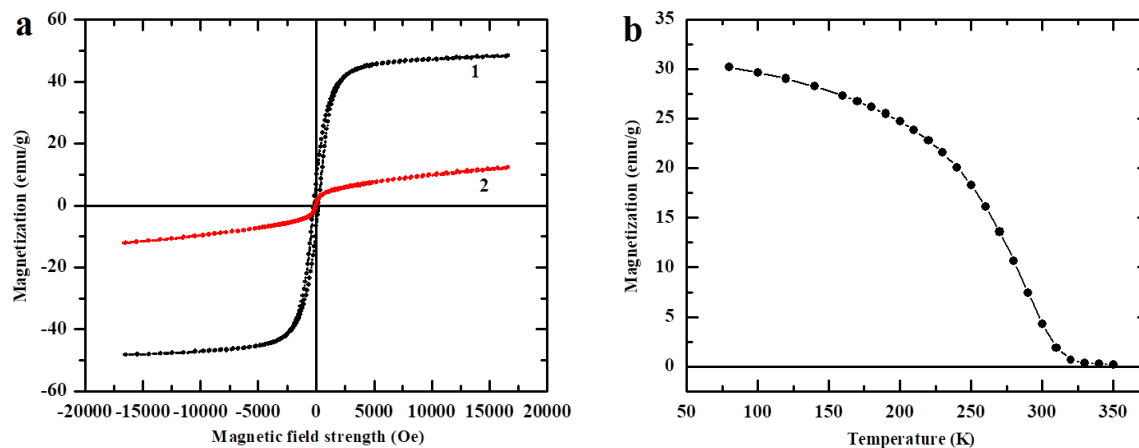 a
60
40
20
0
-20
-40
-60
Magnetization (emu/g)
1
2
-20000 -15000 -10000 -5000 0 5000 10000 15000 20000
Magnetic field strength (Oe)
b
35
30
25
20
15
10
5
0
Magnetization (emu/g)
50 100 150 200 250 300 350
Temperature (K)